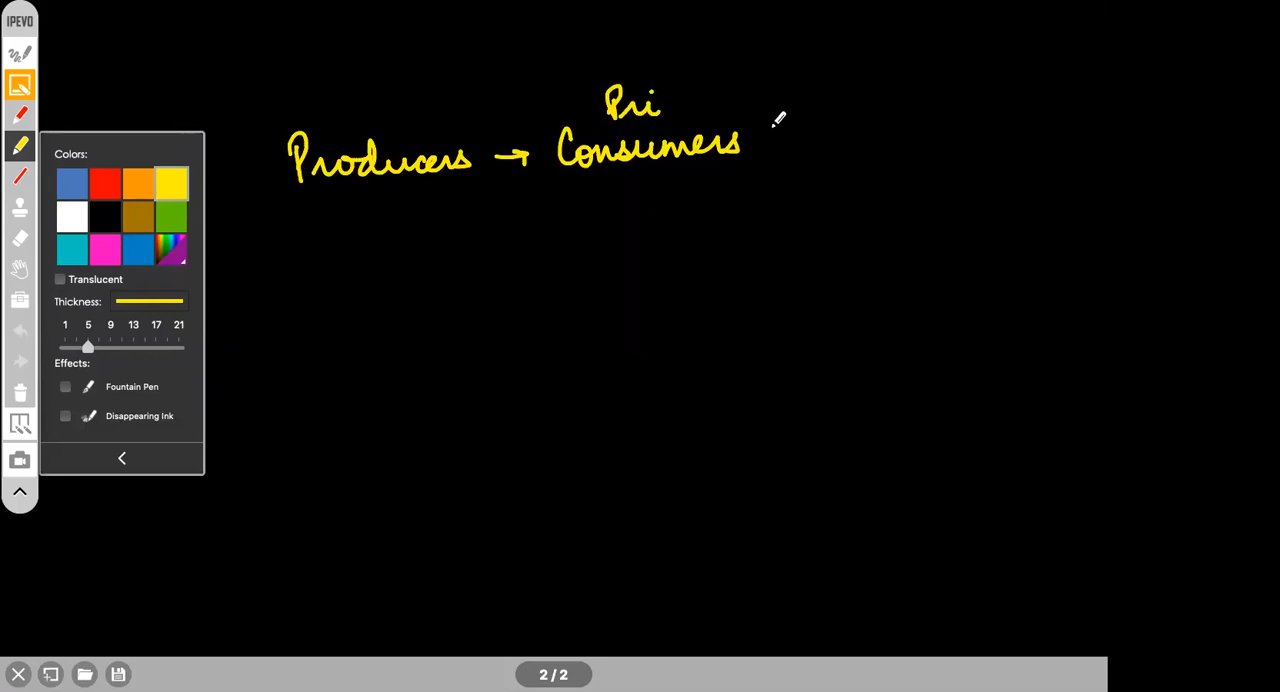 IPEVO
Pri
Producers → Consumers
Colors:
Translucent
Thickness:
1 5 9 13 17 21
Effects:
Fountain Pen
Disappearing Ink
2 / 2